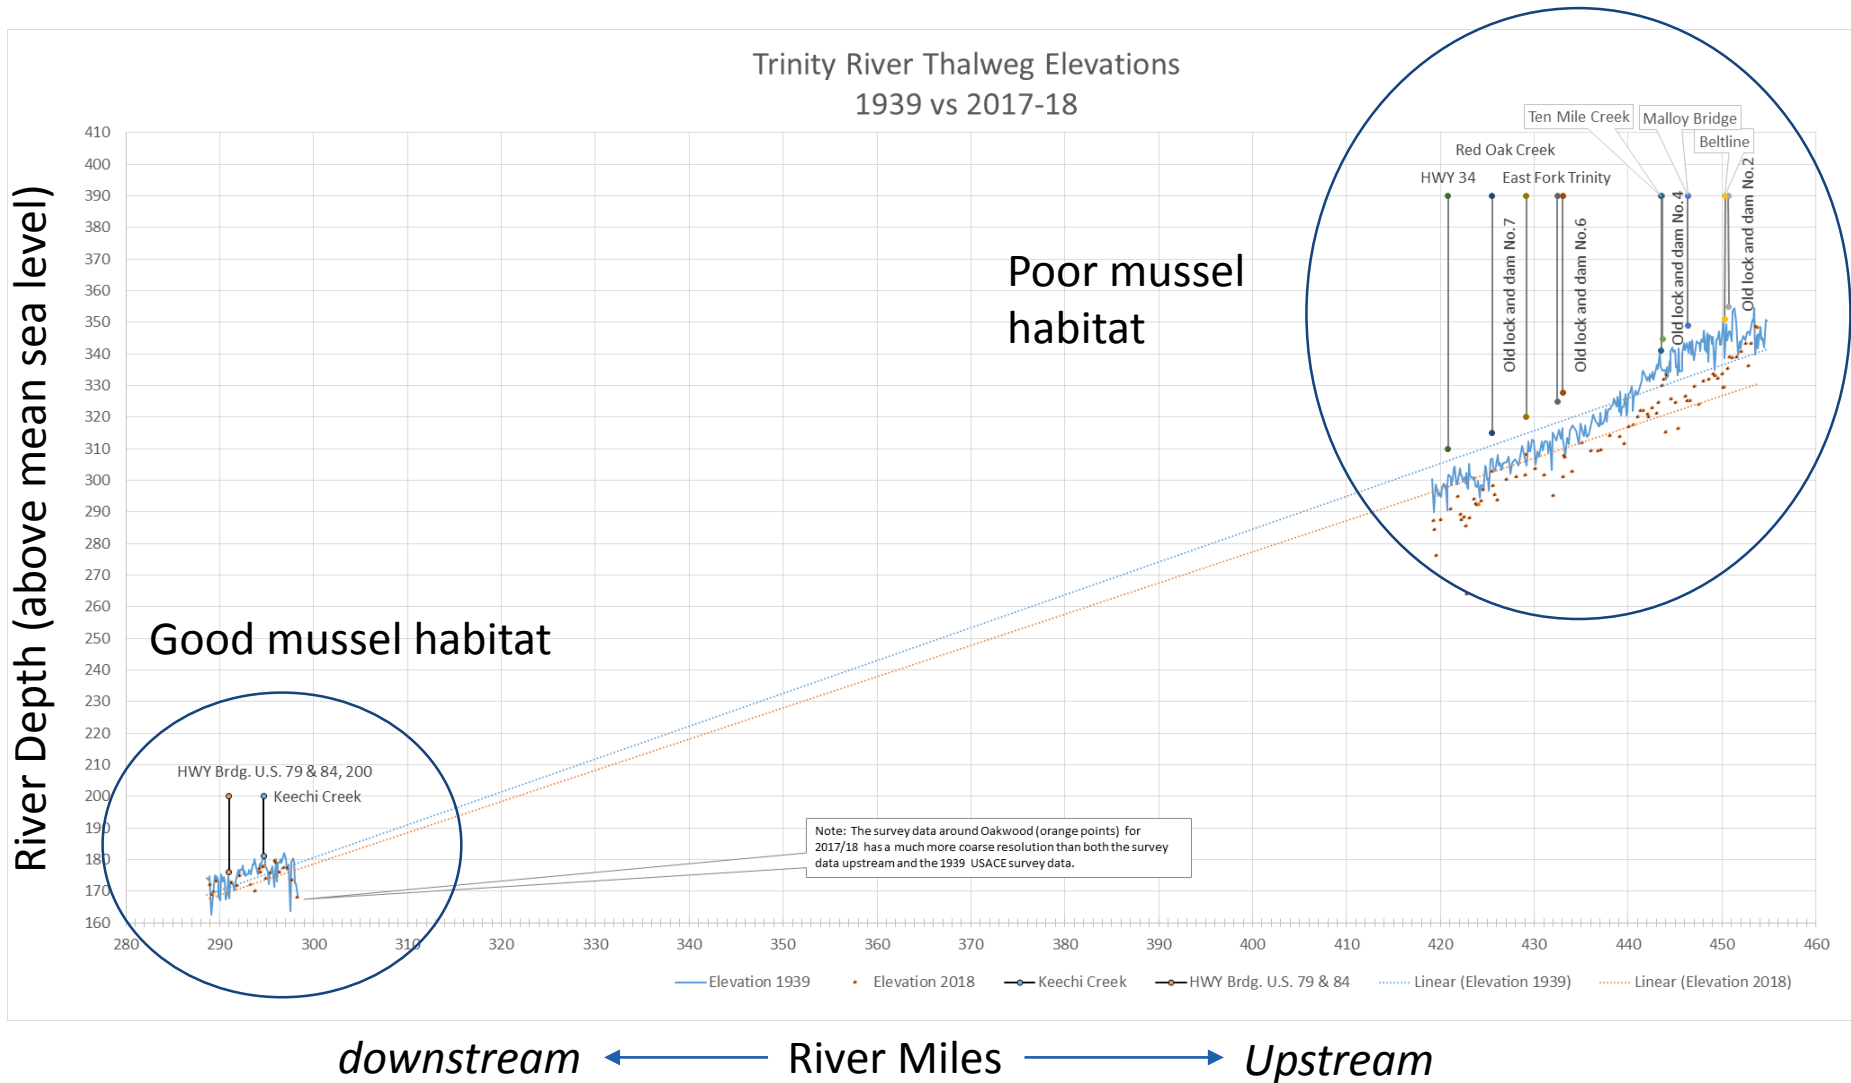 Trinity River Thalweg Elevations
1939 vs 2017-18
River Depth (above mean sea level)
410
400
390
380
370
360
350
340
330
320
310
300
290
280
270
260
250
240
230
220
210
200
190
180
170
160
Ten Mile Creek
Malloy Bridge
Beltline
Red Oak Creek
HWY 34
East Fork Trinity
Old lock and dam No.7
Old lock and dam No.6
Old lock and dam No.4
Old lock and dam No.2
Poor mussel
habitat
Good mussel habitat
HWY Brdg. U.S. 79 & 84, 200
Keechi Creek
Note: The survey data around Oakwood (orange points) for
2017/18 has a much more coarse resolution than both the survey
data upstream and the 1939 USACE survey data.
280 290 300 310 320 330 340 350 360 370 380 390 400 410 420 430 440 450 460
Elevation 1939 Elevation 2018 Keechi Creek HWY Brdg. U.S. 79 & 84 Linear (Elevation 1939) Linear (Elevation 2018)
downstream River Miles Upstream